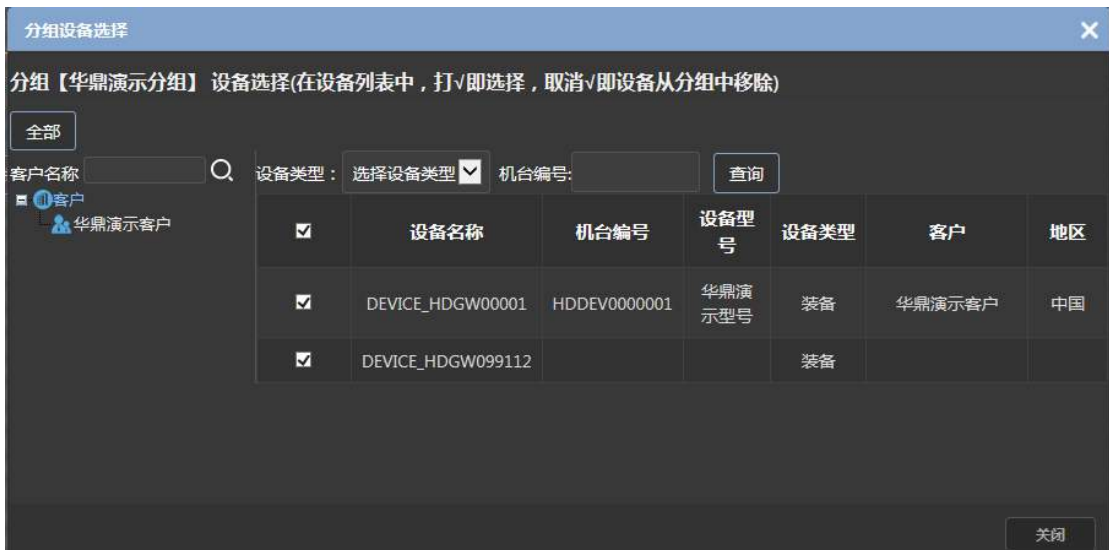 分组设备选择
分组【华鼎演示分组】 设备选择(在设备列表中，打√即选择，取消√即设备从分组中移除)
全部
客户名称
设备类型： 选择设备类型 机台编号: 查询
客户
华鼎演示客户
设备名称 机台编号 设备型号 设备类型 客户 地区
DEVICE_HDGW00001 HDDEV0000001 华鼎演示型号 装备 华鼎演示客户 中国
DEVICE_HDGW099112 装备
关闭